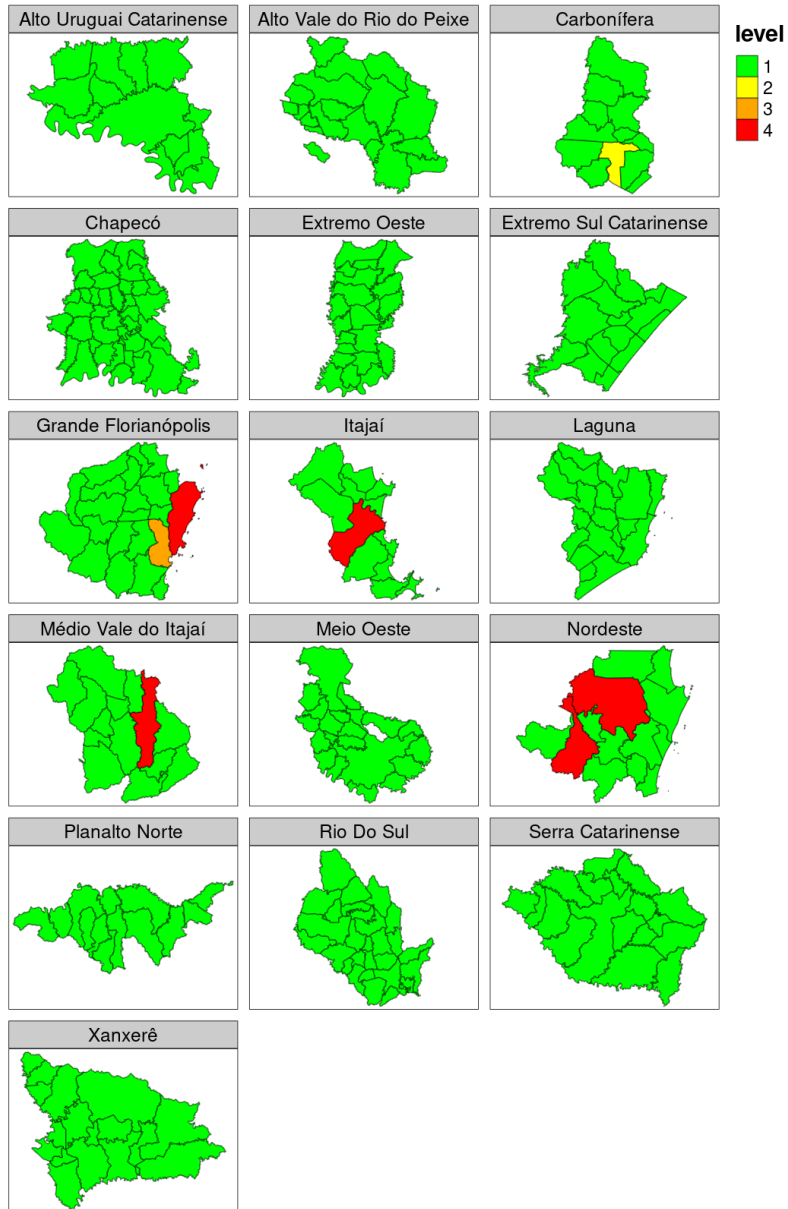 Alto Uruguai Catarinense
Alto Vale do Rio do Peixe
Carbonífera
level
1
2
3
4
Chapecó
Extremo Oeste
Extremo Sul Catarinense
Grande Florianópolis
Itajaí
Laguna
Médio Vale do Itajaí
Meio Oeste
Nordeste
Planalto Norte
Rio Do Sul
Serra Catarinense
Xanxerê